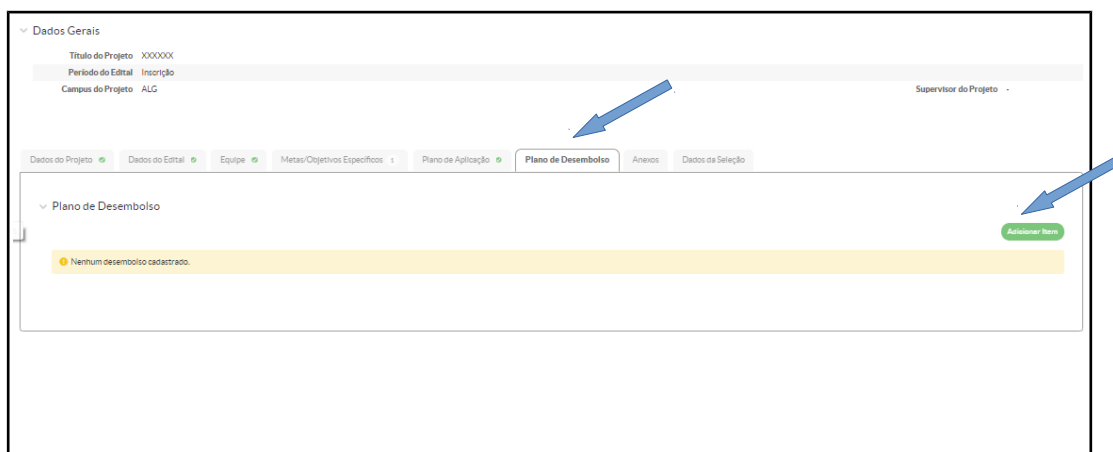 Dados Gerais
Título do Projeto XXXXXX
Período do Edital Inscrição
Campus do Projeto ALG Supervisor do Projeto -
Dados do Projeto Dados do Edital Equipe Metas/Objetivos Específicos 1 Plano de Aplicação Plano de Desembolso Anexos Dados da Seleção
Plano de Desembolso
Adicionar Item
Nenhum desembolso cadastrado.